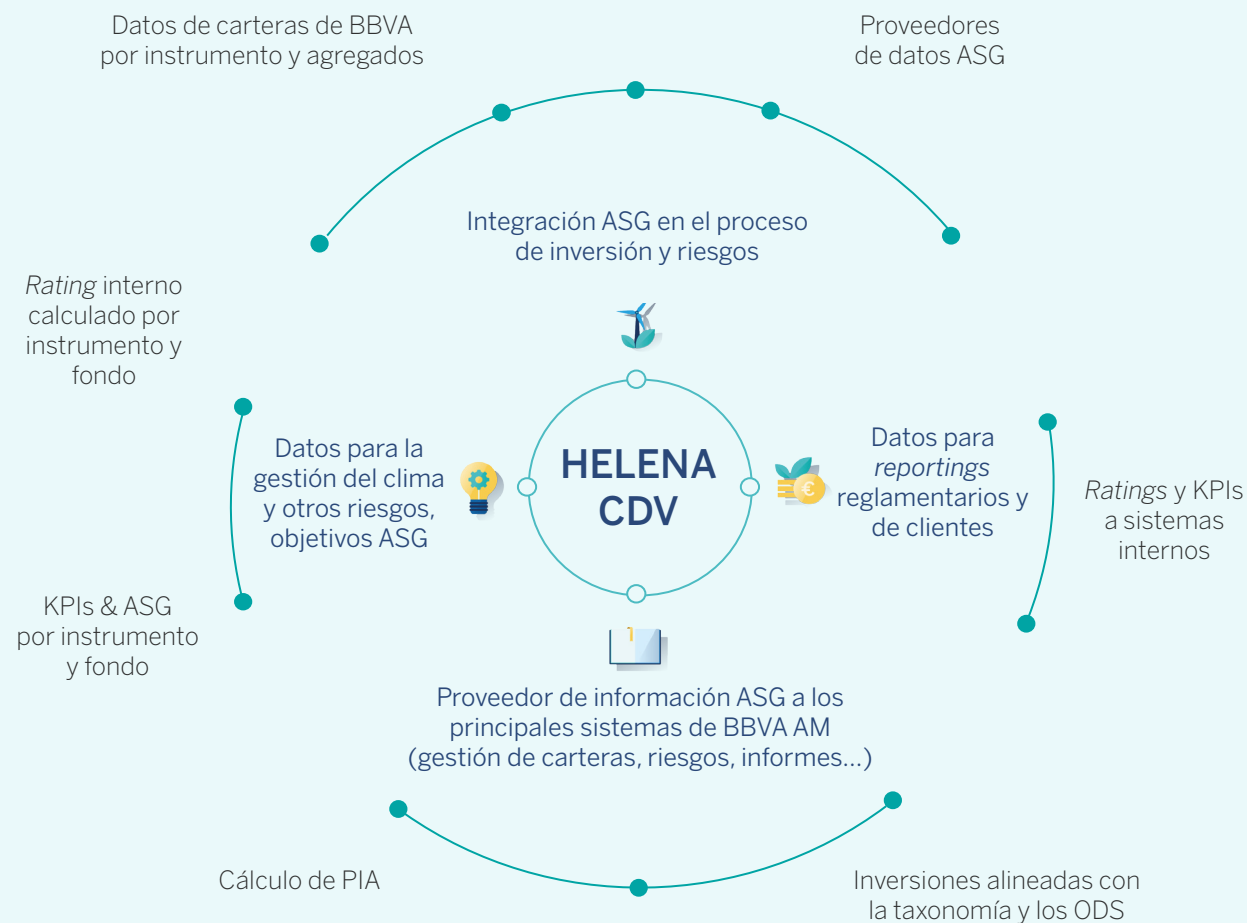 Datos de carteras de BBVA
por instrumento y agregados
Proveedores
de datos ASG
Integración ASG en el proceso
de inversión y riesgos
Rating interno
calculado por
instrumento y
fondo
Datos para la
gestión del clima
y otros riesgos,
objetivos ASG
HELENA
CDV
Datos para
reportings
reglamentarios y
de clientes
Ratings y KPIs
a sistemas
internos
KPIs & ASG
por instrumento
y fondo
Proveedor de información ASG a los
principales sistemas de BBVA AM
(gestión de carteras, riesgos, informes...)
Cálculo de PIA
Inversiones alineadas con
la taxonomía y los ODS